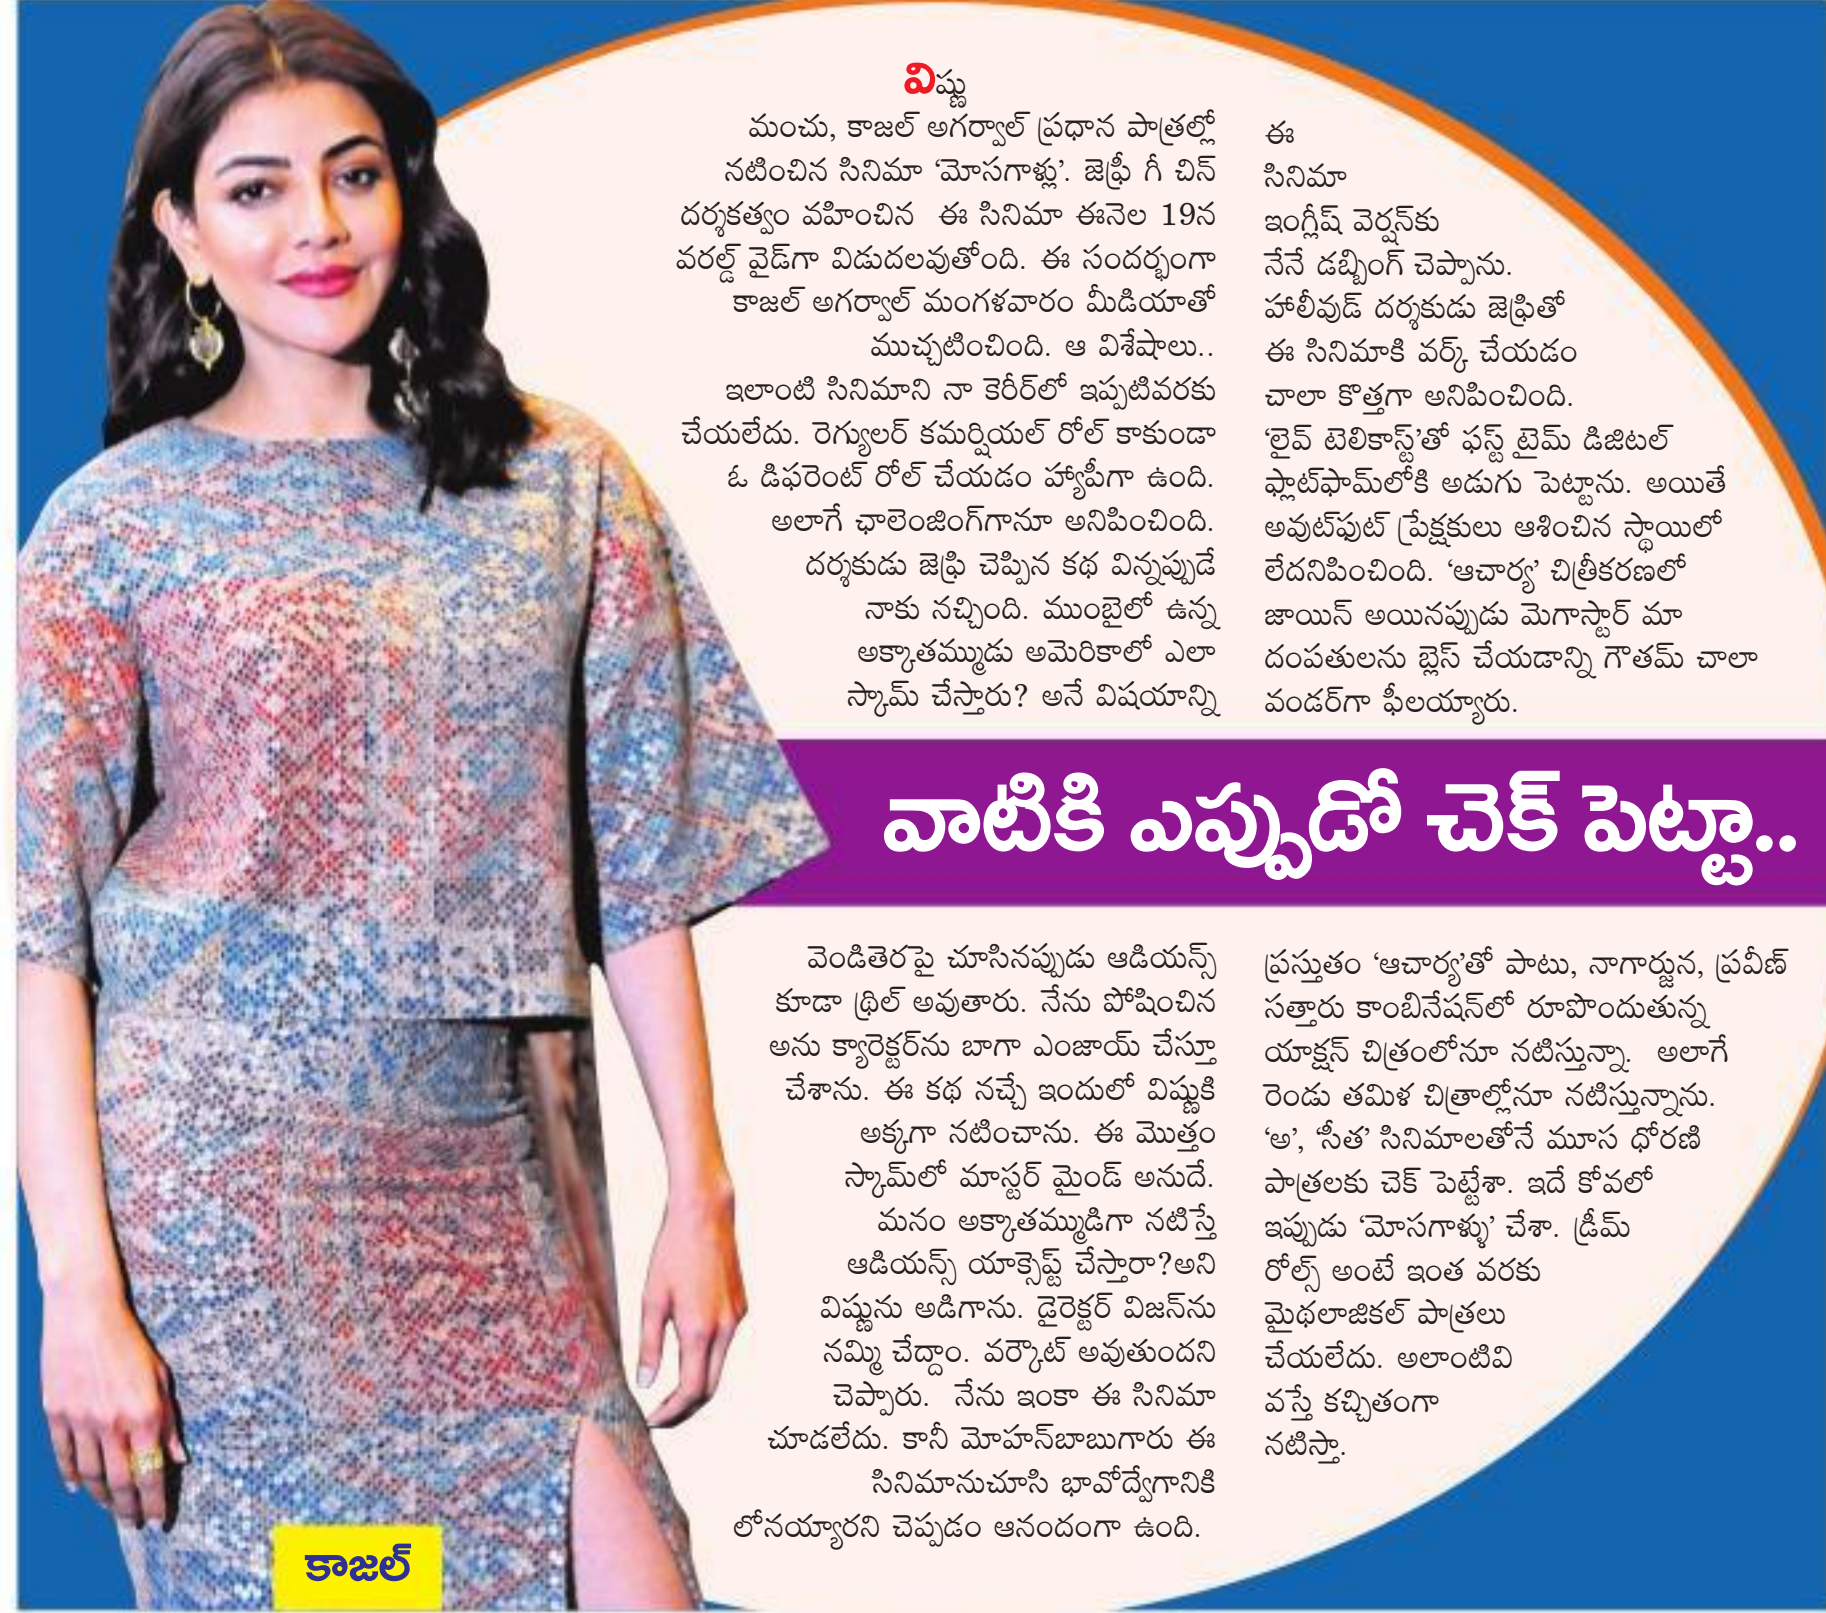 విష్ణు
మంచు, కాజల్ అగర్వాల్ ప్రధాన పాత్రల్లో
నటించిన సినిమా ‘మోసగాళ్లు’. జెఫ్రీ గీ చిన్
దర్శకత్వం వహించిన ఈ సినిమా ఈనెల 19న
వరల్డ్ వైడ్‌గా విడుదలవుతోంది. ఈ సందర్భంగా
కాజల్ అగర్వాల్ మంగళవారం మీడియాతో
ముచ్చటించింది. ఆ విశేషాలు..
ఇలాంటి సినిమాని నా కెరీర్‌లో ఇప్పటివరకు
చేయలేదు. రెగ్యులర్ కమర్షియల్ రోల్ కాకుండా
ఓ డిఫరెంట్ రోల్ చేయడం హ్యాపీగా ఉంది.
అలాగే ఛాలెంజింగ్‌గానూ అనిపించింది.
దర్శకుడు జెఫ్రి చెప్పిన కథ విన్నప్పుడే
నాకు నచ్చింది. ముంబైలో ఉన్న
అక్కాతమ్ముడు అమెరికాలో ఎలా
స్కామ్ చేస్తారు? అనే విషయాన్ని
వెండితెరపై చూసినప్పుడు ఆడియన్స్
కూడా థ్రిల్ అవుతారు. నేను పోషించిన
అను క్యారెక్టర్‌ను బాగా ఎంజాయ్ చేస్తూ
చేశాను. ఈ కథ నచ్చే ఇందులో విష్ణుకి
అక్కగా నటించాను. ఈ మొత్తం
స్కామ్‌లో మాస్టర్ మైండ్ అనుదే.
మనం అక్కాతమ్ముడిగా నటిస్తే
ఆడియన్స్ యాక్సెప్ట్ చేస్తారా?అని
విష్ణును అడిగాను. డైరెక్టర్ విజన్‌ను
నమ్మి చేద్దాం. వర్కౌట్ అవుతుందని
చెప్పారు. నేను ఇంకా ఈ సినిమా
చూడలేదు. కానీ మోహన్‌బాబుగారు ఈ
సినిమానుచూసి భావోద్వేగానికి
లోనయ్యారని చెప్పడం ఆనందంగా ఉంది.
ఈ
సినిమా
ఇంగ్లీష్ వెర్షన్‌కు
నేనే డబ్బింగ్ చెప్పాను.
హాలీవుడ్ దర్శకుడు జెఫ్రితో
ఈ సినిమాకి వర్క్ చేయడం
చాలా కొత్తగా అనిపించింది.
‘లైవ్ టెలికాస్ట్’తో ఫస్ట్ టైమ్ డిజిటల్
ఫ్లాట్‌ఫామ్‌లోకి అడుగు పెట్టాను. అయితే
అవుట్‌ఫుట్ ప్రేక్షకులు ఆశించిన స్థాయిలో
లేదనిపించింది. ‘ఆచార్య’ చిత్రీకరణలో
జాయిన్ అయినప్పుడు మెగాస్టార్ మా
దంపతులను బ్లెస్ చేయడాన్ని గౌతమ్ చాలా
వండర్‌గా ఫీలయ్యారు.
వాటికి ఎప్పుడో చెక్ పెట్టా..
ప్రస్తుతం ‘ఆచార్య’తో పాటు, నాగార్జున, ప్రవీణ్
సత్తారు కాంబినేషన్‌లో రూపొందుతున్న
యాక్షన్ చిత్రంలోనూ నటిస్తున్నా. అలాగే
రెండు తమిళ చిత్రాల్లోనూ నటిస్తున్నాను.
‘అ’, ‘సీత’ సినిమాలతోనే మూస ధోరణి
పాత్రలకు చెక్ పెట్టేశా. ఇదే కోవలో
ఇప్పుడు ‘మోసగాళ్ళు’ చేశా. డ్రీమ్
రోల్స్ అంటే ఇంత వరకు
మైథలాజికల్ పాత్రలు
చేయలేదు. అలాంటివి
వస్తే కచ్చితంగా
నటిస్తా.
కాజల్